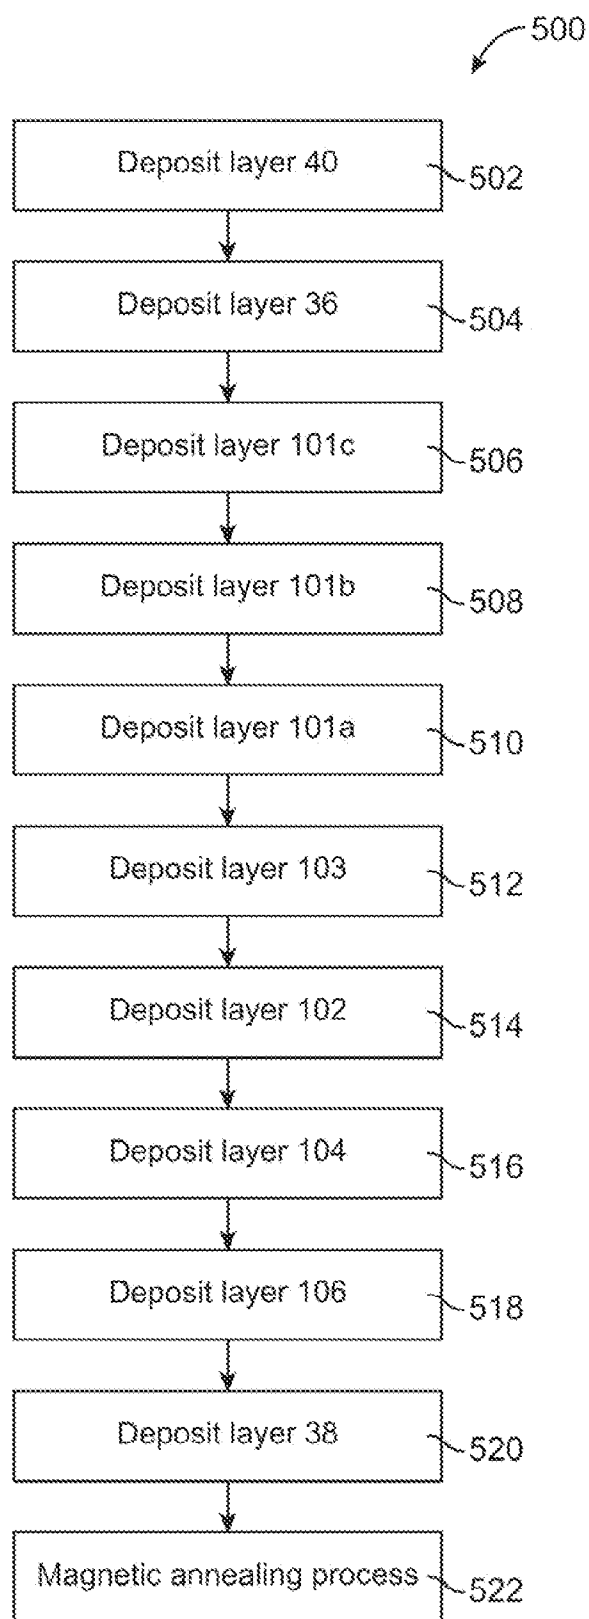 500
Deposit layer 40
502
Deposit layer 36
504
Deposit layer 101c
506
Deposit layer 101b
508
Deposit layer 101a
510
Deposit layer 103
512
Deposit layer 102
514
Deposit layer 104
516
Deposit layer 106
518
Deposit layer 38
520
Magnetic annealing process
522